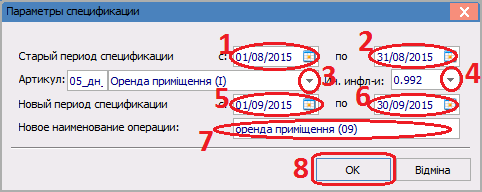 Параметры спецификации
1 2
Старый период спецификации с: 01/08/2015 по 31/08/2015
Артикул: 05_дн_ Оренда приміщення (І) 3 Ин. инфл-и: 0.992 4
5 6
Новый период спецификации с: 01/09/2015 по 30/09/2015
Новое наименование операции: оренда приміщення (09)
7
8 OK Відміна